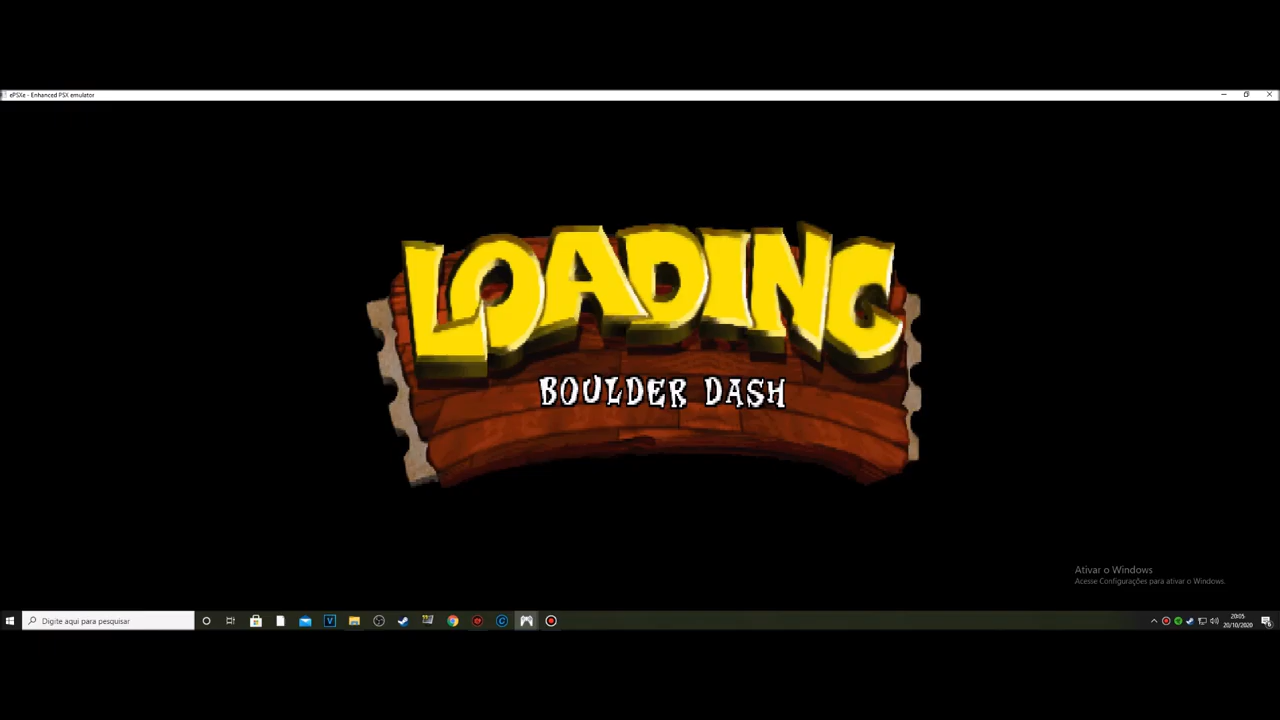 ePSXe - Enhanced PSX emulator
LOADING
BOULDER DASH
Ativar o Windows
Acesse Configurações para ativar o Windows.
Digite aqui para pesquisar
20:05
20/10/2020